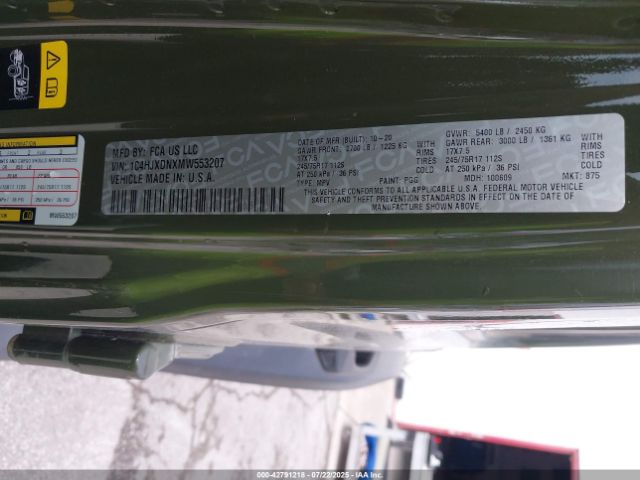 MFD BY: FCA US LLC
VIN: 1C4HJXDNXMW553207
VEHICLE MADE IN: U.S.A.
DATE OF MFR (BUILT): 10-20
GAWR FRONT: 2700 LB / 1225 KG
17X7.5 RIMS
245/75R17 112S TIRES
AT 250 kPa / 36 PSI COLD
TYPE: MPV
PAINT: PGG
GVWR: 5400 LB / 2450 KG
GAWR REAR: 3000 LB / 1361 KG
17X7.5 RIMS
245/75R17 112S TIRES
AT 250 kPa / 36 PSI COLD
MDH: 100609
MKT: 875
THIS VEHICLE CONFORMS TO ALL APPLICABLE U.S.A. FEDERAL MOTOR VEHICLE
SAFETY AND THEFT PREVENTION STANDARDS IN EFFECT ON THE DATE OF
MANUFACTURE SHOWN ABOVE.
MW553207
000-42791218 - 07/22/2025 - IAA, Inc.